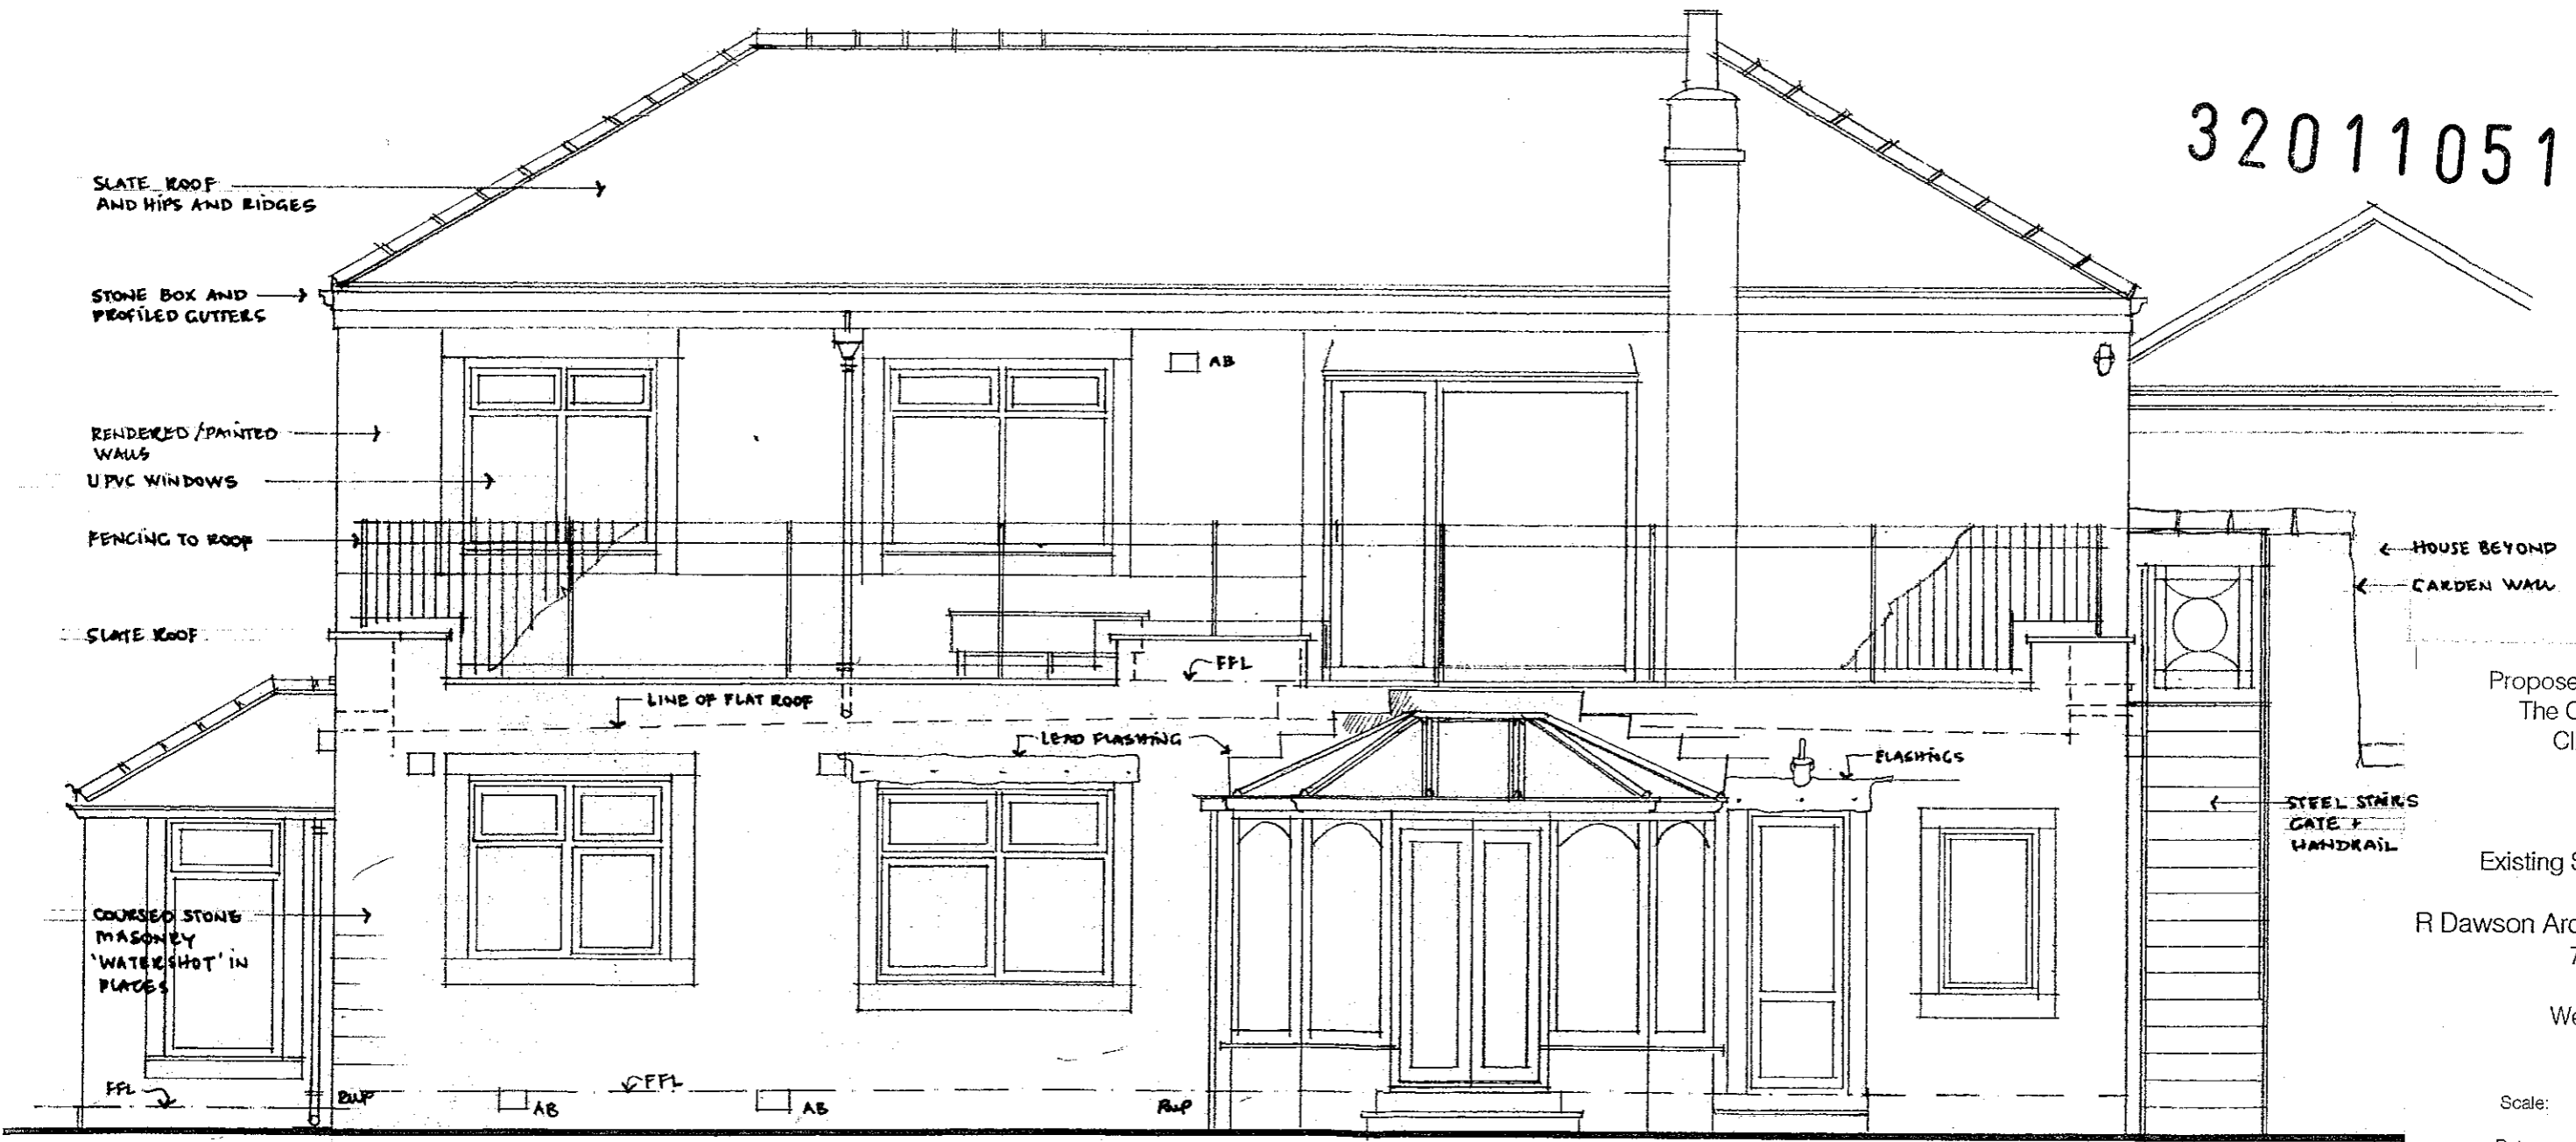 32011051
SLATE ROOF
AND HIPS AND RIDGES
STONE BOX AND
PROFILED GUTTERS
AB
RENDERED/PAINTED
WALLS
UPVC WINDOWS
FENCING TO ROOF
HOUSE BEYOND
GARDEN WALL
SLATE ROOF
FFL
LINE OF FLAT ROOF
LEAD FLASHING
FLASHINGS
STEEL STAIRS
GATE +
HANDRAIL
COURSED STONE
MASONRY
'WATERSHOT' IN
PLACES
FFL
RWP
FFL
AB
AB
RWP
Propose
The C
Cl
Existing S
R Dawson Arc
7
We
Scale: